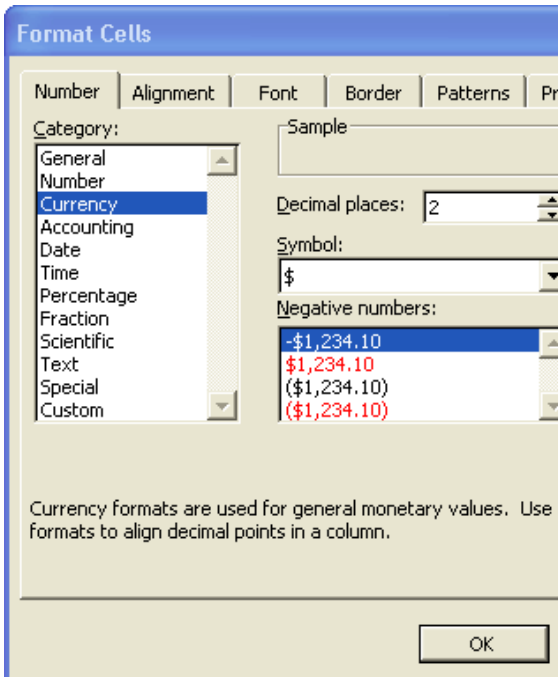 Format Cells
Number Alignment Font Border Patterns Pr
Category:
General
Number
Currency
Accounting
Date
Time
Percentage
Fraction
Scientific
Text
Special
Custom
Sample
Decimal places: 2
Symbol:
$
Negative numbers:
-$1,234.10
$1,234.10
($1,234.10)
($1,234.10)
Currency formats are used for general monetary values. Use
formats to align decimal points in a column.
OK